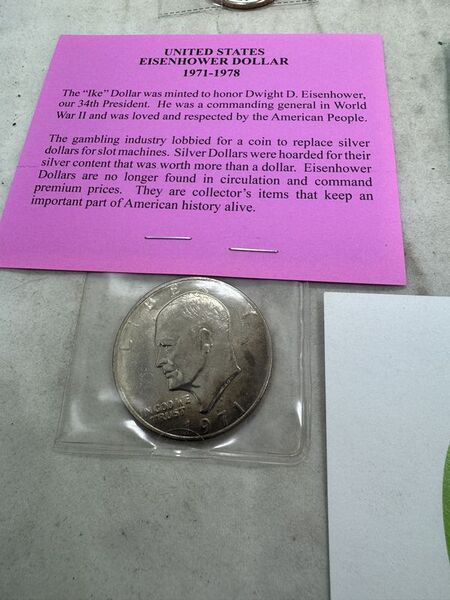 UNITED STATES
EISENHOWER DOLLAR
1971-1978
The “Ike” Dollar was minted to honor Dwight D. Eisenhower,
our 34th President. He was a commanding general in World
War II and was loved and respected by the American People.
The gambling industry lobbied for a coin to replace silver
dollars for slot machines. Silver Dollars were hoarded for their
silver content that was worth more than a dollar. Eisenhower
Dollars are no longer found in circulation and command
premium prices. They are collector's items that keep an
important part of American history alive.
LIBERTY
IN GOD WE
TRUST
1971